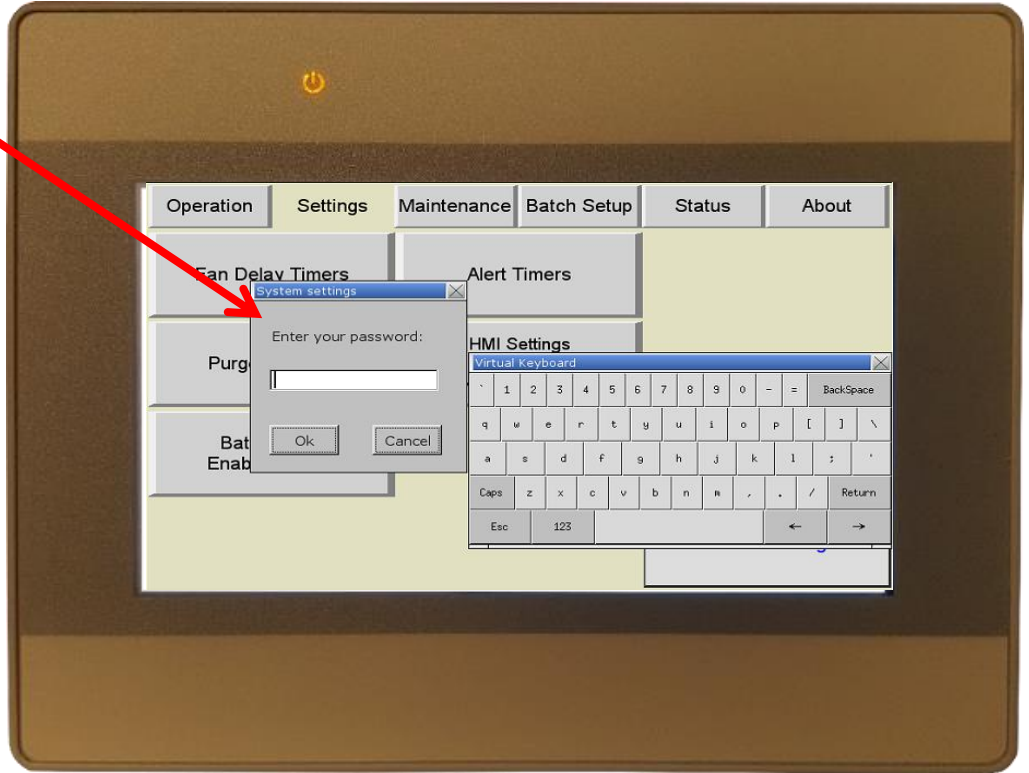 Operation Settings Maintenance Batch Setup Status About
Fan Delay Timers Alert Timers
System settings
Enter your password:
HMI Settings
Purg
Virtual Keyboard
` 1 2 3 4 5 6 7 8 9 0 - = BackSpace
q w e r t y u i o p [ ] \
Bat
Enab
Ok Cancel
a s d f g h j k l ; '
Caps z x c v b n m , . / Return
Esc 123 ← →